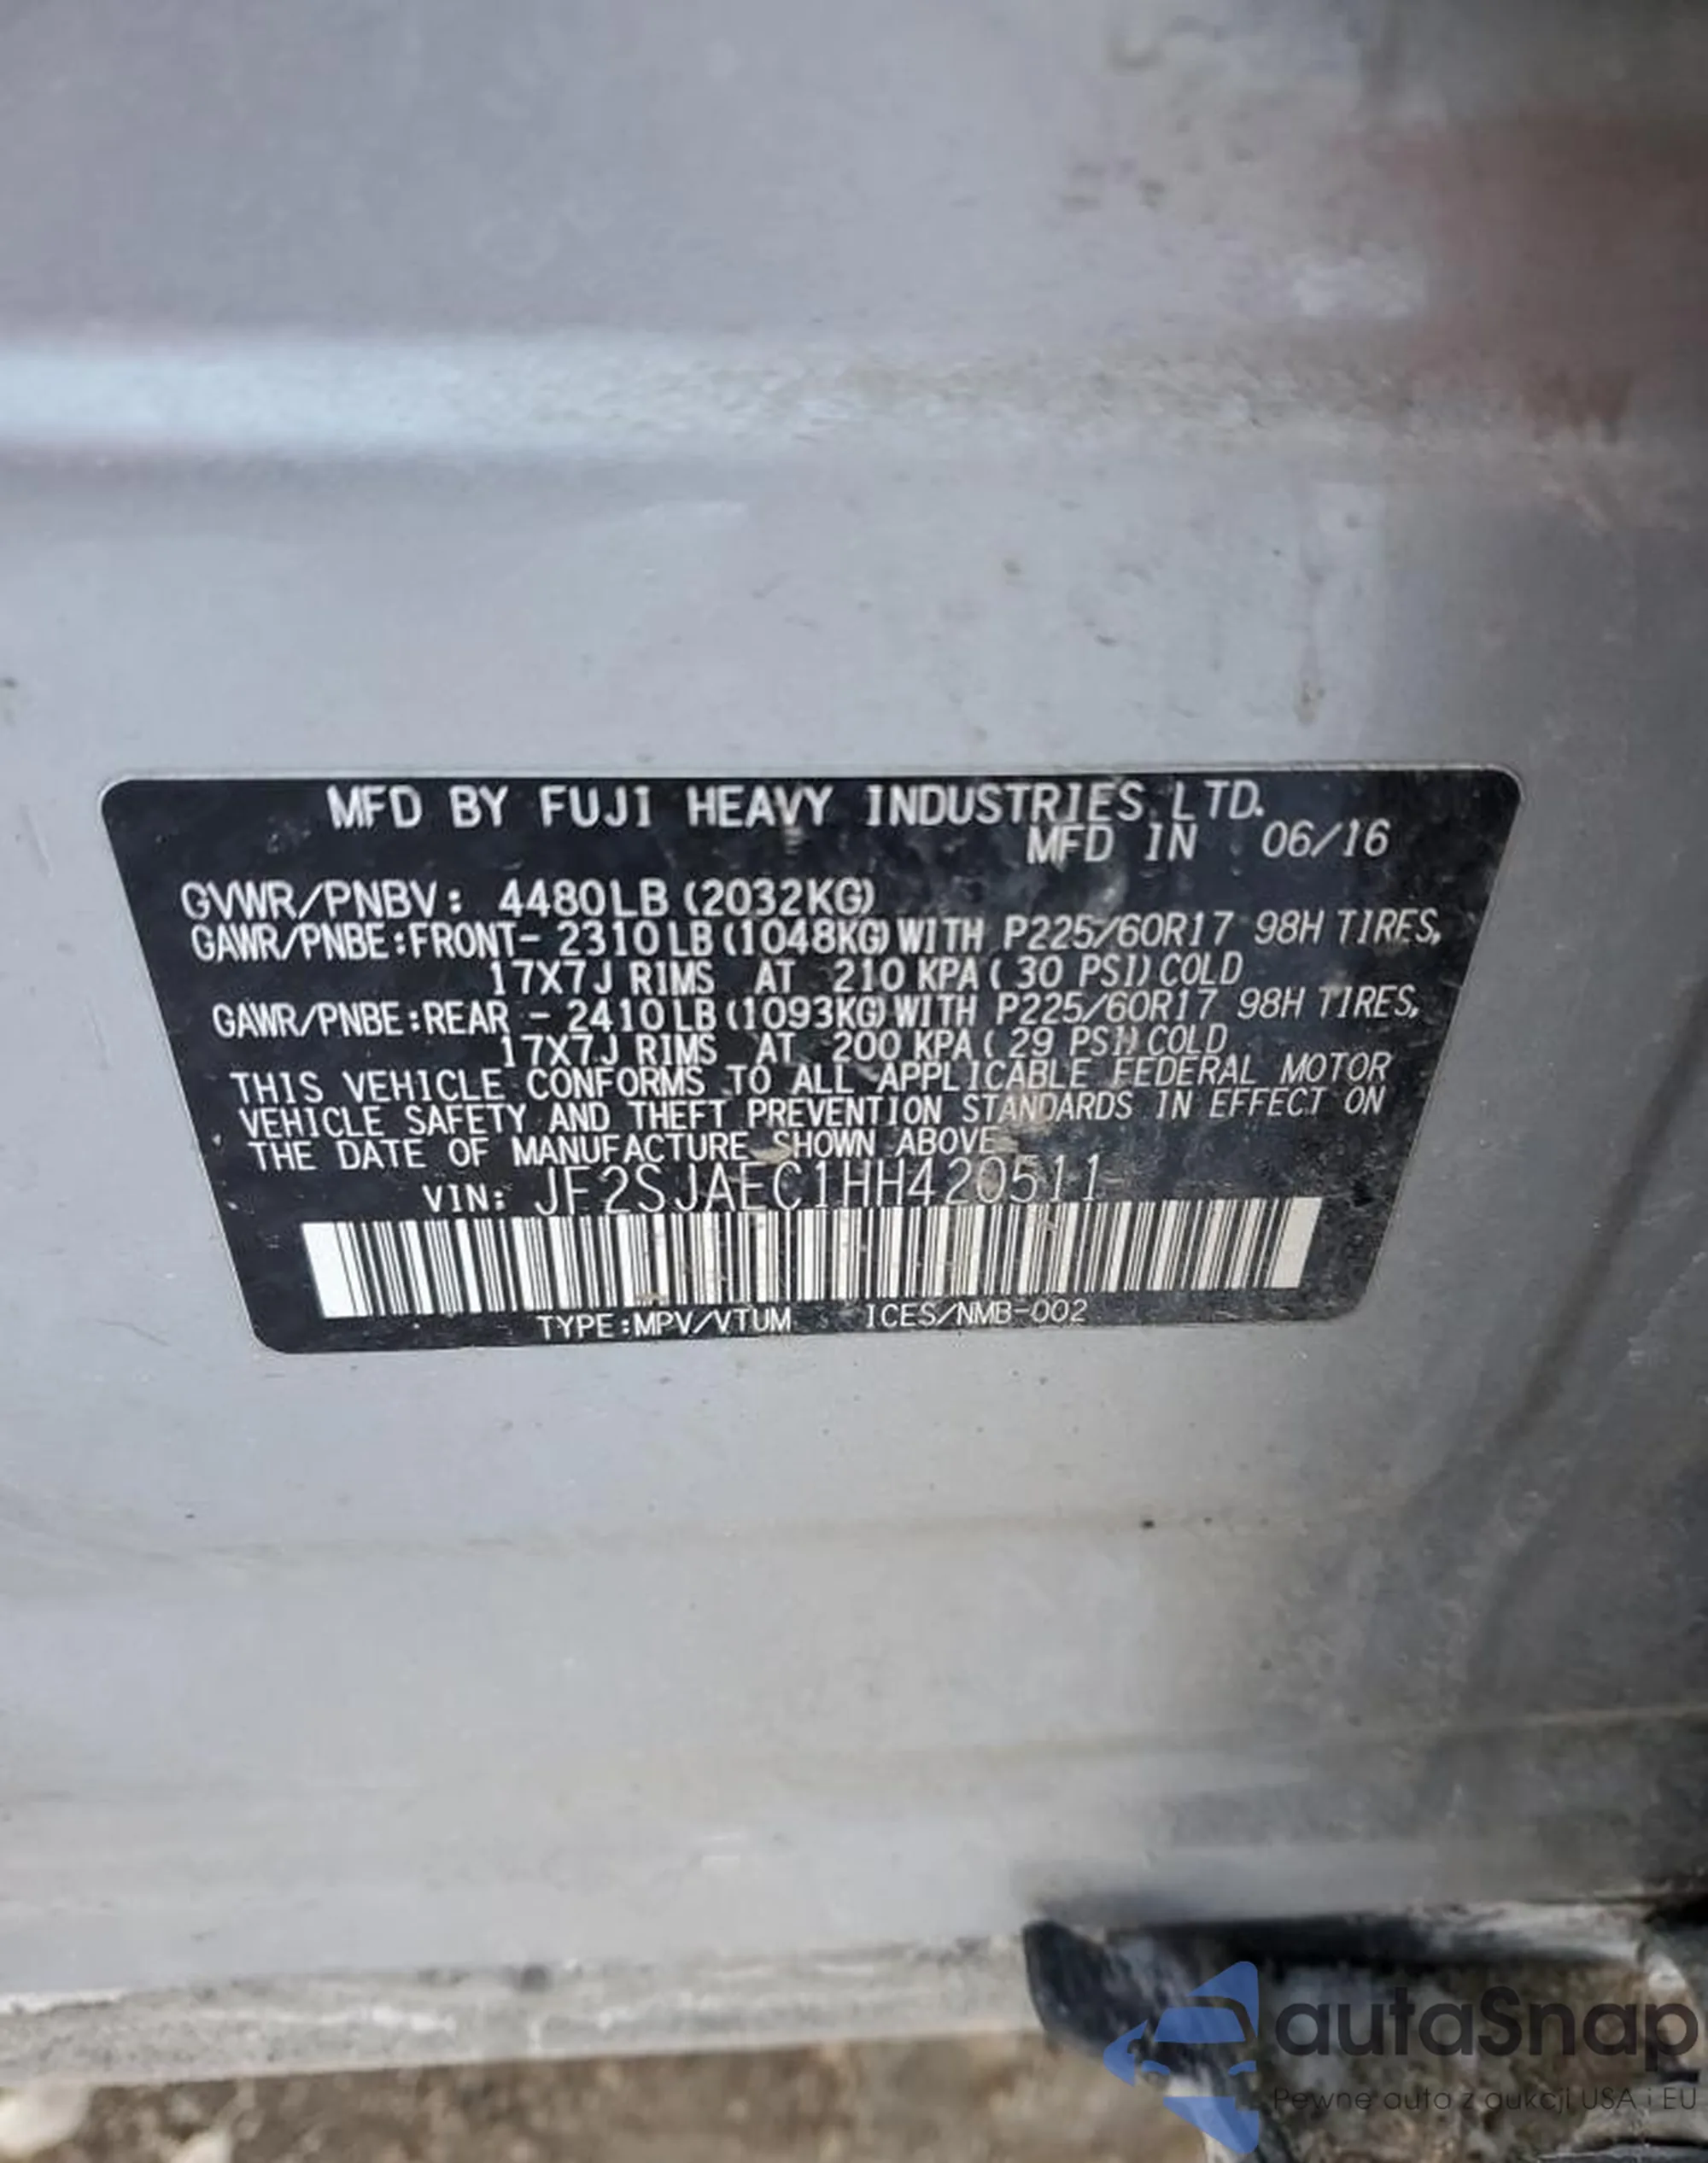 MFD BY FUJI HEAVY INDUSTRIES LTD.
MFD IN 06/16
GVWR/PNBV: 4480LB (2032KG)
GAWR/PNBE:FRONT- 2310LB (1048KG) WITH P225/60R17 98H TIRES,
17X7J RIMS AT 210 KPA ( 30 PSI) COLD
GAWR/PNBE:REAR - 2410LB (1093KG) WITH P225/60R17 98H TIRES,
17X7J RIMS AT 200 KPA ( 29 PSI) COLD
THIS VEHICLE CONFORMS TO ALL APPLICABLE FEDERAL MOTOR
VEHICLE SAFETY AND THEFT PREVENTION STANDARDS IN EFFECT ON
THE DATE OF MANUFACTURE SHOWN ABOVE
VIN: JF2SJAEC1HH420511
TYPE:MPV/VTUM ICES/NMB-002
autaSnap
Pewne auta z aukcji USA i EU